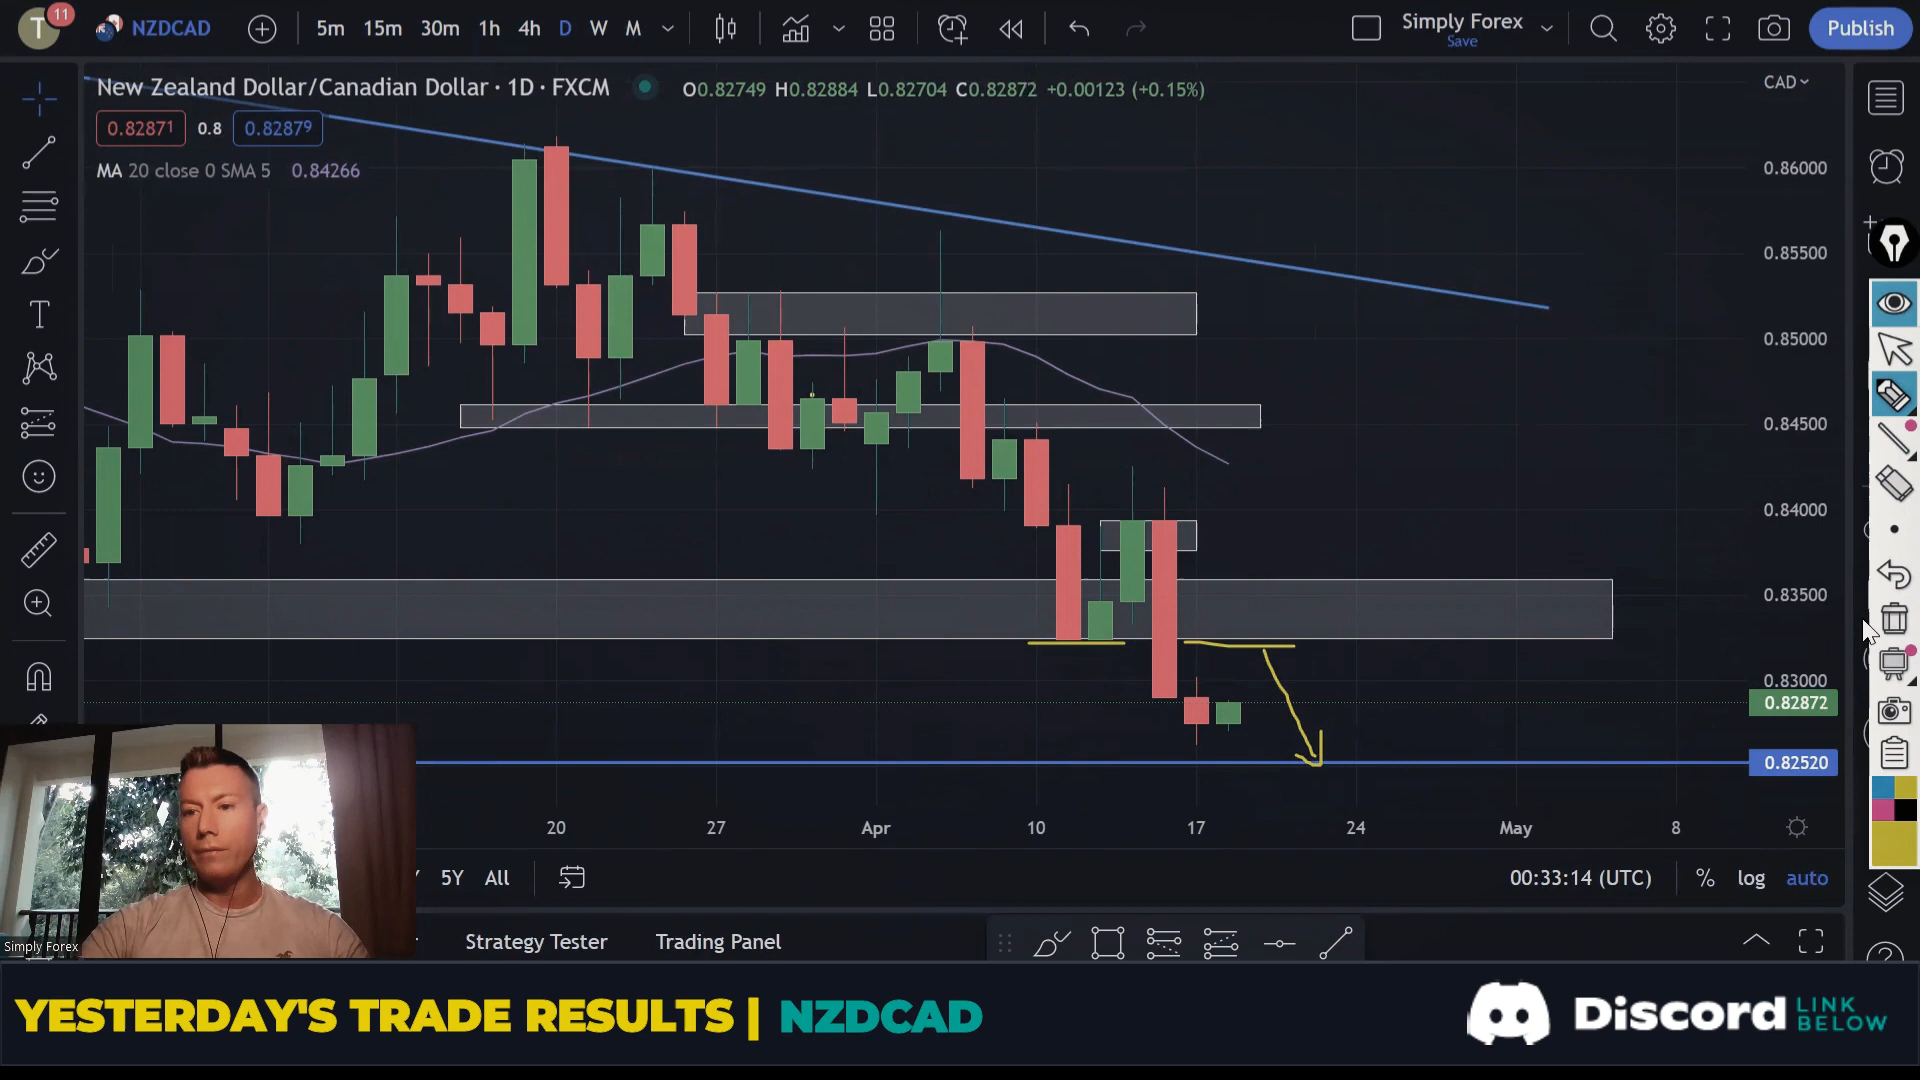 T
11
NZDCAD
5m 15m 30m 1h 4h D W M
Simply Forex
Save
Publish
New Zealand Dollar/Canadian Dollar · 1D · FXCM
O0.82749 H0.82884 L0.82704 C0.82872 +0.00123 (+0.15%)
CAD
0.82871 0.8 0.82879
MA 20 close 0 SMA 5 0.84266
0.86000
0.85500
0.85000
0.84500
0.84000
0.83500
0.83000
0.82872
0.82520
20 27 Apr 10 17 24 May 8
5Y All
00:33:14 (UTC) % log auto
Strategy Tester Trading Panel
Simply Forex
YESTERDAY'S TRADE RESULTS | NZDCAD
Discord LINK BELOW